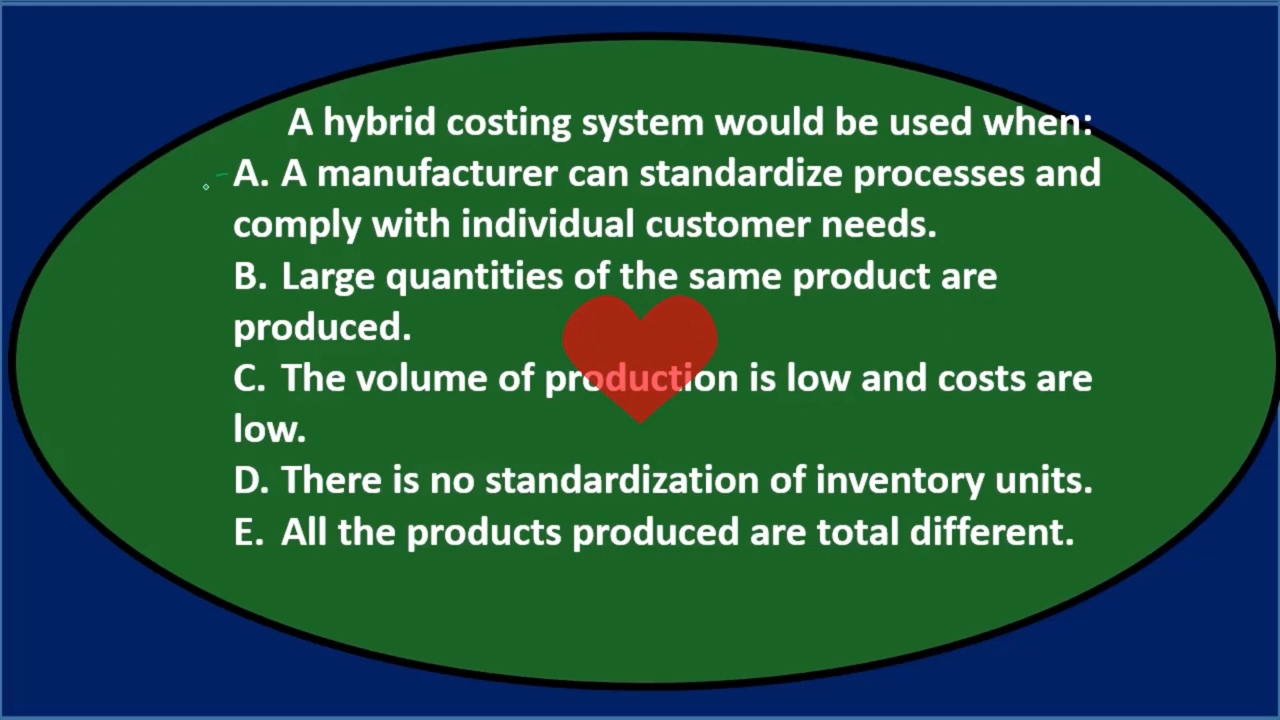 A hybrid costing system would be used when:
A. A manufacturer can standardize processes and
comply with individual customer needs.
B. Large quantities of the same product are
produced.
C. The volume of production is low and costs are
low.
D. There is no standardization of inventory units.
E. All the products produced are total different.